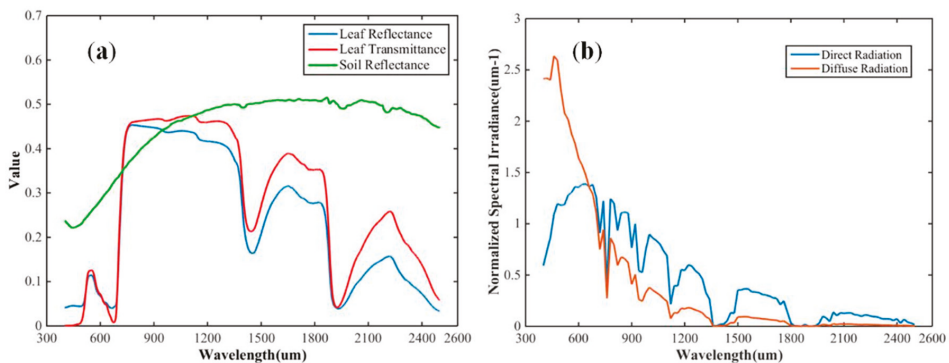 (a)
Leaf Reflectance
Leaf Transmittance
Soil Reflectance
Value
0.7
0.6
0.5
0.4
0.3
0.2
0.1
0
300 600 900 1200 1500 1800 2100 2400 2600
Wavelength(um)
(b)
Direct Radiation
Diffuse Radiation
Normalized Spectral Irradiance(um-1)
3
2.5
2
1.5
1
0.5
0
300 600 900 1200 1500 1800 2100 2400 2600
Wavelength(um)